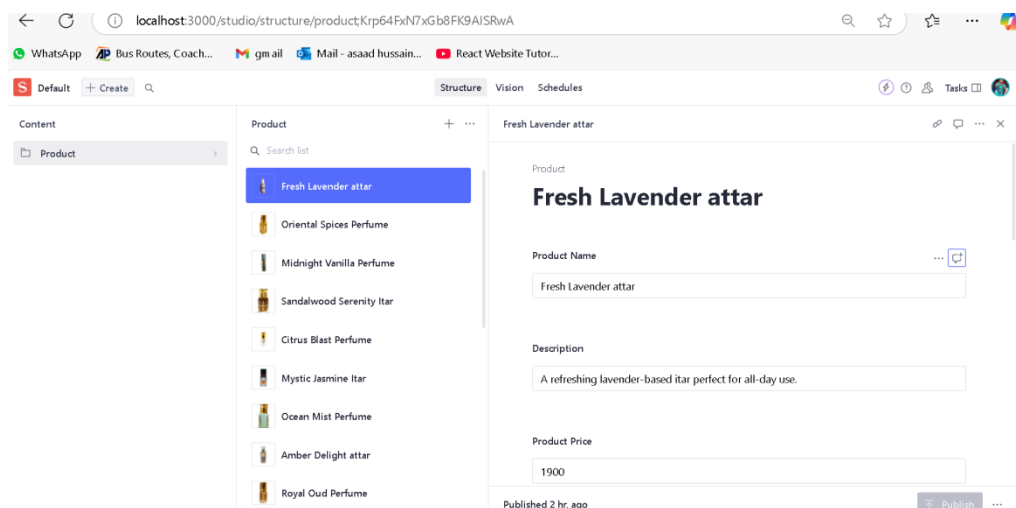 localhost:3000/studio/structure/product;Krp64FxN7xGb8FK9AISRwA
WhatsApp Bus Routes, Coach... gmail Mail - asaad hussain... React Website Tutor...
S Default + Create Structure Vision Schedules Tasks
Content
Product
Product
Search list
Fresh Lavender attar
Oriental Spices Perfume
Midnight Vanilla Perfume
Sandalwood Serenity Itar
Citrus Blast Perfume
Mystic Jasmine Itar
Ocean Mist Perfume
Amber Delight attar
Royal Oud Perfume
Fresh Lavender attar
Product
Fresh Lavender attar
Product Name
Fresh Lavender attar
Description
A refreshing lavender-based itar perfect for all-day use.
Product Price
1900
Published 2 hr. ago Publish